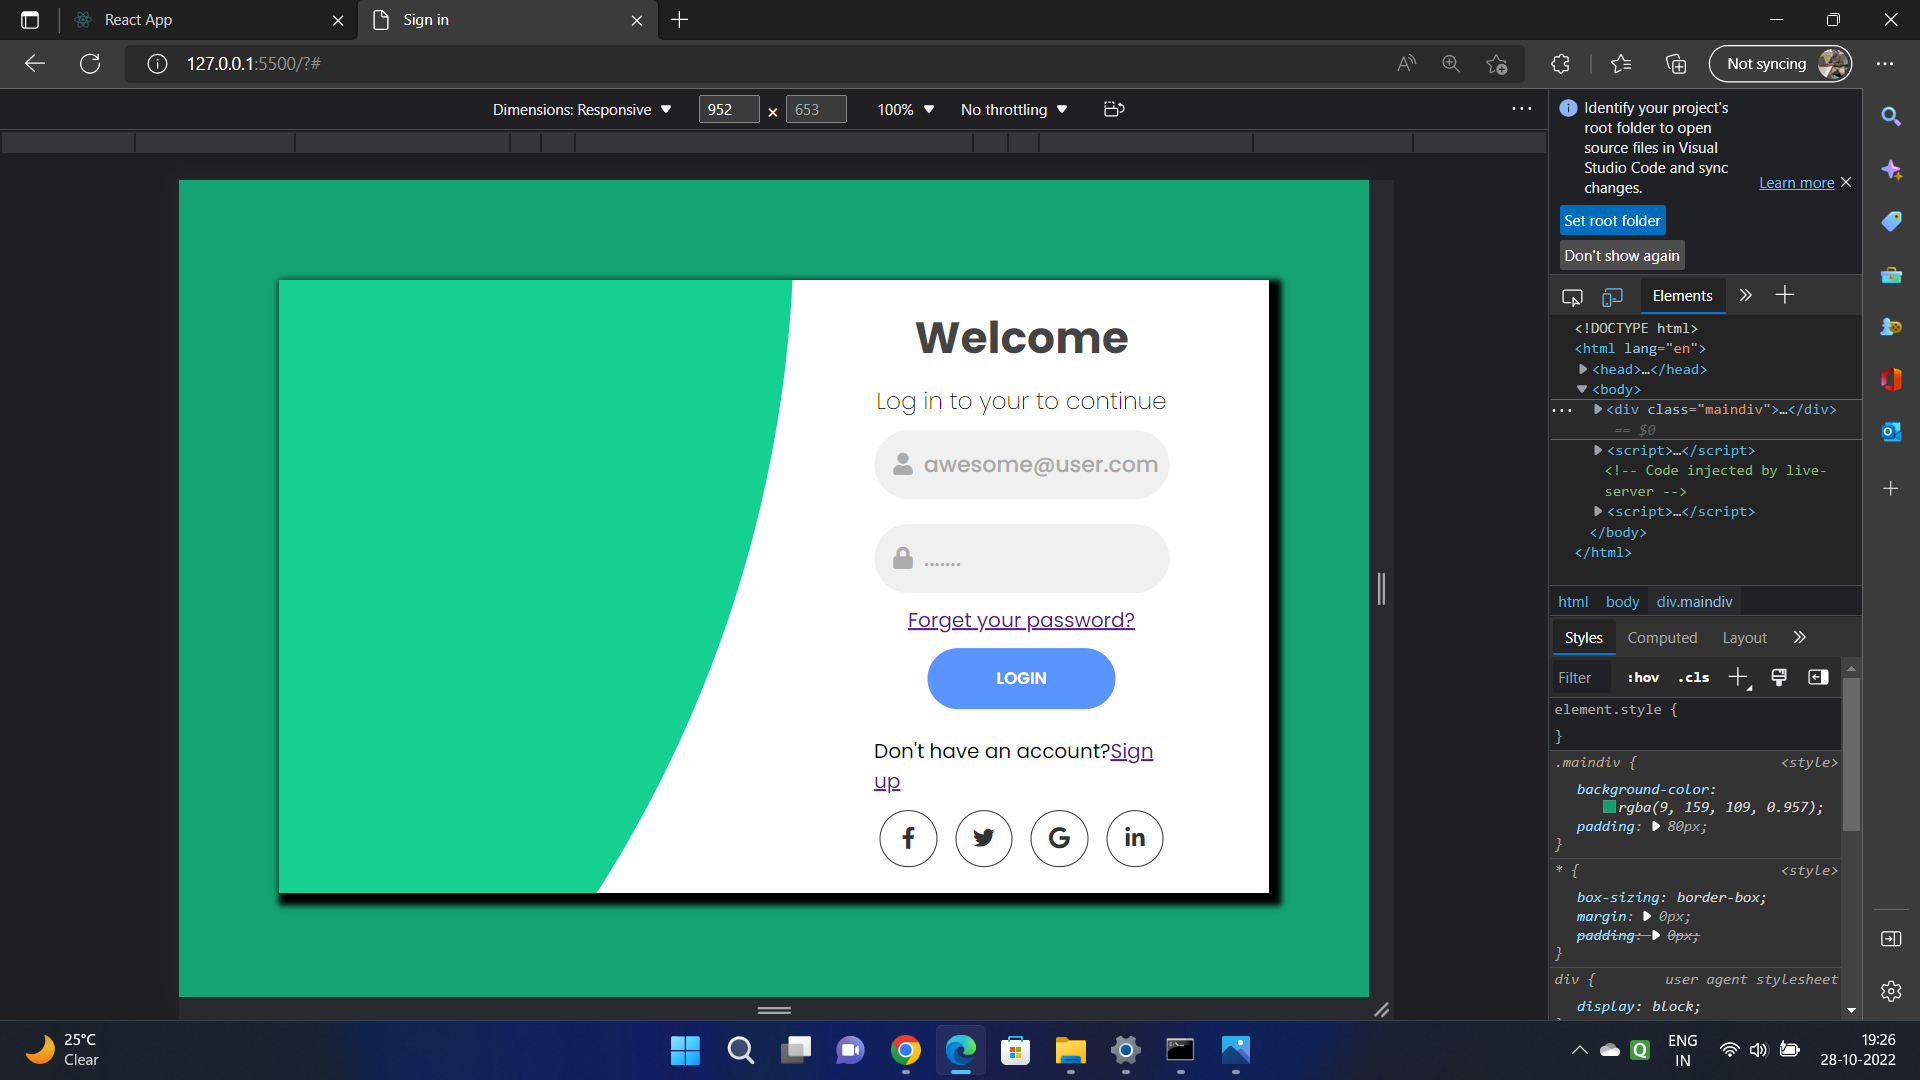 React App
Sign in
127.0.0.1:5500/?#
Not syncing
Dimensions: Responsive
952 × 653
100%
No throttling
Welcome
Log in to your to continue
awesome@user.com
.......
Forget your password?
LOGIN
Don't have an account?Sign
up
Identify your project's
root folder to open
source files in Visual
Studio Code and sync
changes.
Learn more
Set root folder
Don't show again
Elements
<!DOCTYPE html>
<html lang="en">
<head>…</head>
<body>
<div class="maindiv">…</div>
== $0
<script>…</script>
<!-- Code injected by live-
server -->
<script>…</script>
</body>
</html>
html body div.maindiv
Styles Computed Layout
Filter :hov .cls
element.style {
}
.maindiv { <style>
background-color:
rgba(9, 159, 109, 0.957);
padding: 80px;
}
* { <style>
box-sizing: border-box;
margin: 0px;
padding: 0px;
}
div { user agent stylesheet
display: block;
25°C
Clear
ENG
IN
19:26
28-10-2022